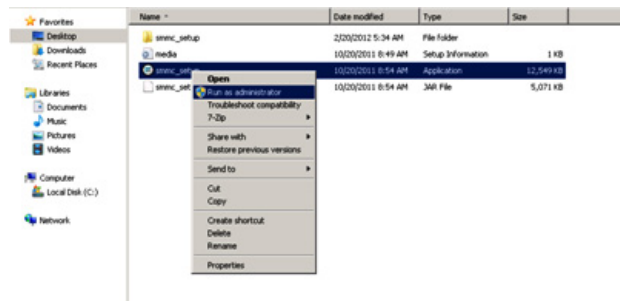 Favorites
Desktop
Downloads
Recent Places
Libraries
Documents
Music
Pictures
Videos
Computer
Local Disk (C:)
Network
Name Date modified Type Size
smmc_setup 2/20/2012 5:34 AM File folder
media 10/20/2011 8:49 AM Setup Information 1 KB
smmc_setup 10/20/2011 8:54 AM Application 12,549 KB
smmc_set 10/20/2011 8:54 AM JAR File 5,071 KB
Open
Run as administrator
Troubleshoot compatibility
7-Zip
Share with
Restore previous versions
Send to
Cut
Copy
Create shortcut
Delete
Rename
Properties